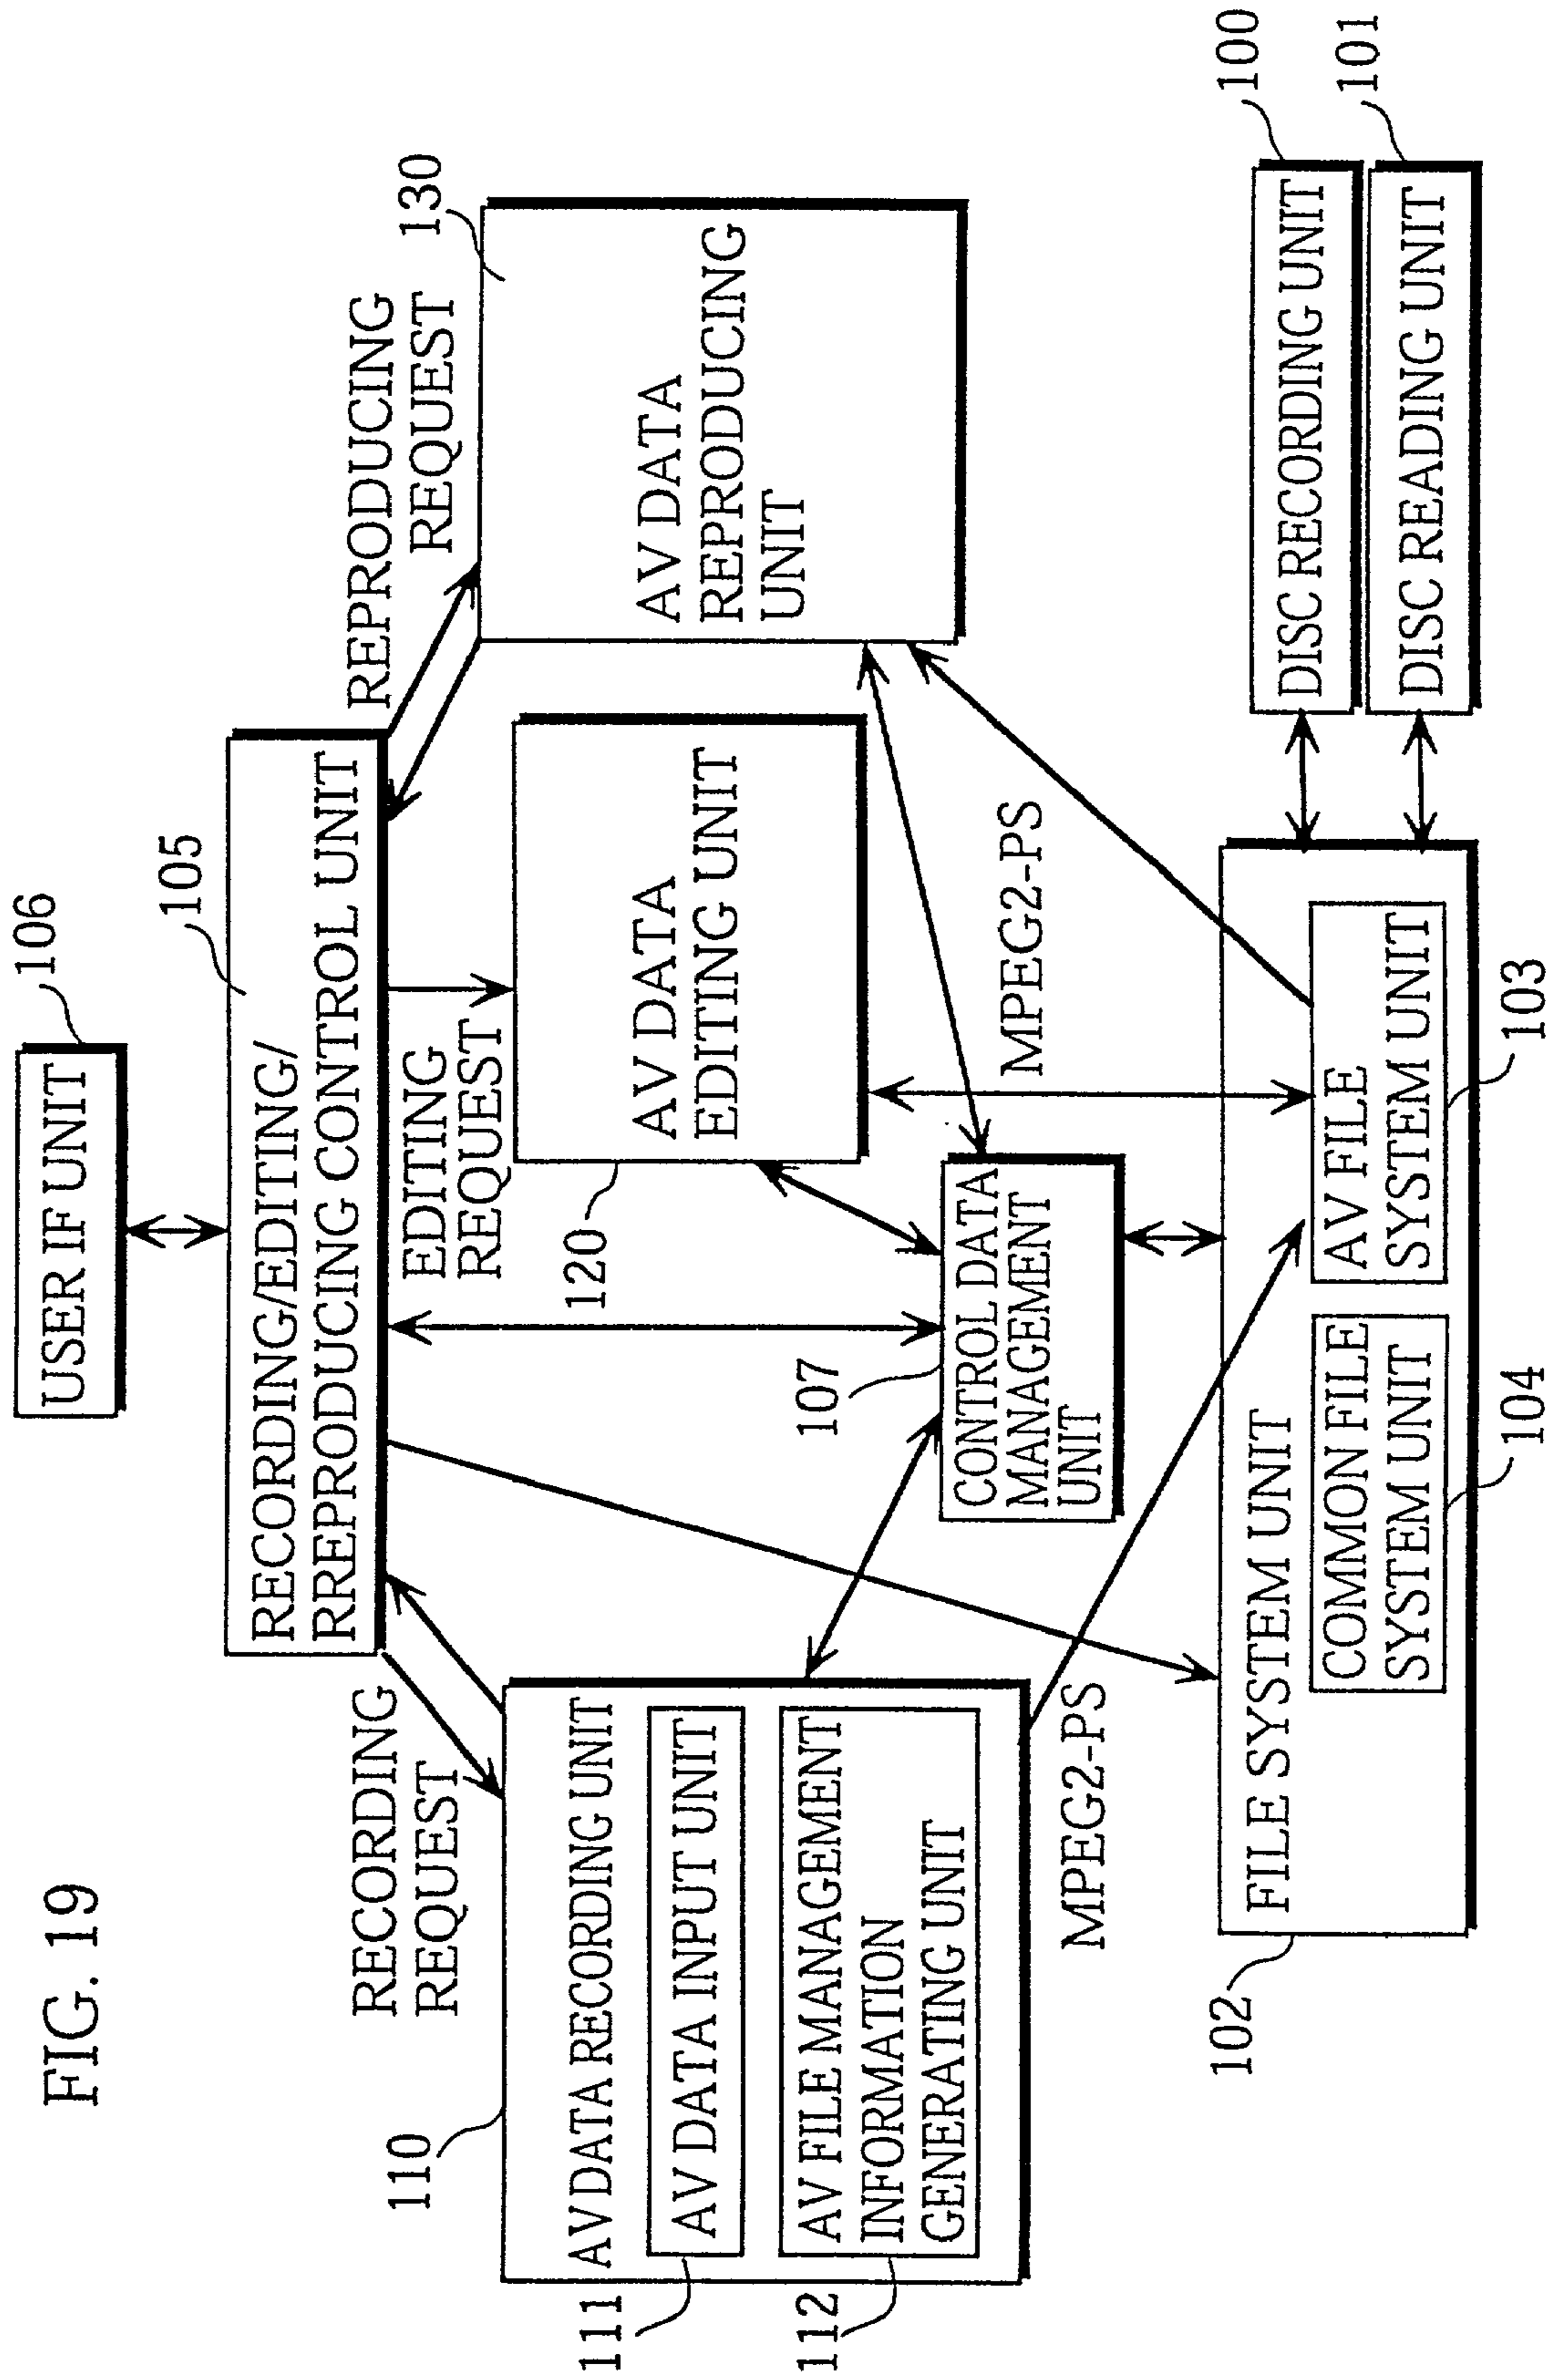 FIG. 19
USER IF UNIT
106
105
RECORDING/EDITING/
RREPRODUCING CONTROL UNIT
RECORDING
REQUEST
EDITING
REQUEST
REPRODUCING
REQUEST
110
AV DATA RECORDING UNIT
111
AV DATA INPUT UNIT
112
AV FILE MANAGEMENT
INFORMATION
GENERATING UNIT
120
AV DATA
EDITING UNIT
130
AV DATA
REPRODUCING
UNIT
107
CONTROL DATA
MANAGEMENT
UNIT
MPEG2-PS
MPEG2-PS
102
FILE SYSTEM UNIT
COMMON FILE
SYSTEM UNIT
104
AV FILE
SYSTEM UNIT
103
DISC RECORDING UNIT
100
DISC READING UNIT
101